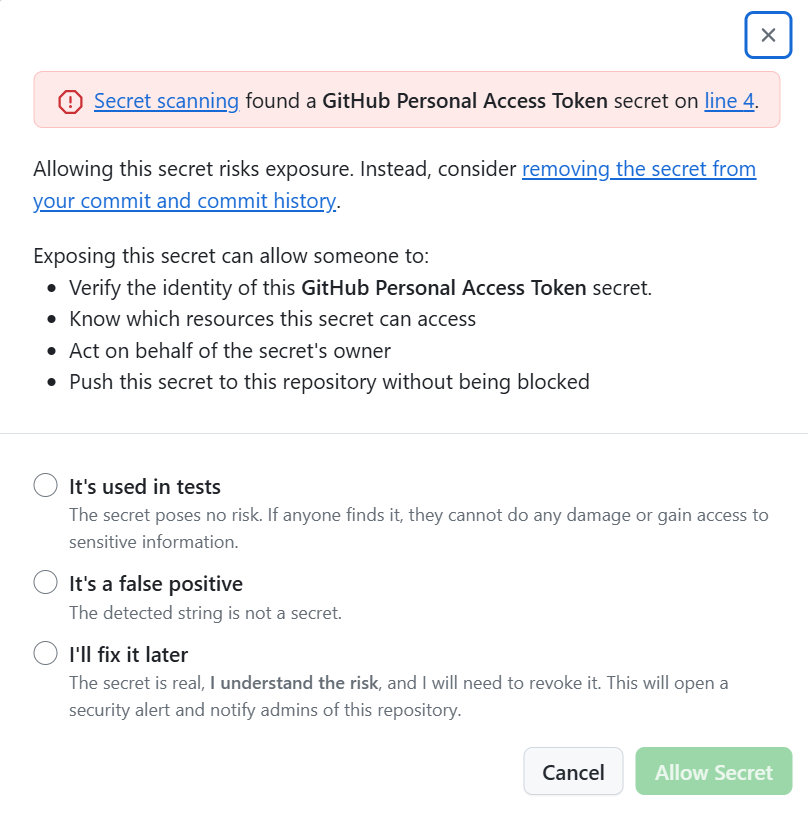 Secret scanning found a GitHub Personal Access Token secret on line 4.
Allowing this secret risks exposure. Instead, consider removing the secret from
your commit and commit history.
Exposing this secret can allow someone to:
• Verify the identity of this GitHub Personal Access Token secret.
• Know which resources this secret can access
• Act on behalf of the secret's owner
• Push this secret to this repository without being blocked
It's used in tests
The secret poses no risk. If anyone finds it, they cannot do any damage or gain access to
sensitive information.
It's a false positive
The detected string is not a secret.
I'll fix it later
The secret is real, I understand the risk, and I will need to revoke it. This will open a
security alert and notify admins of this repository.
Cancel Allow Secret